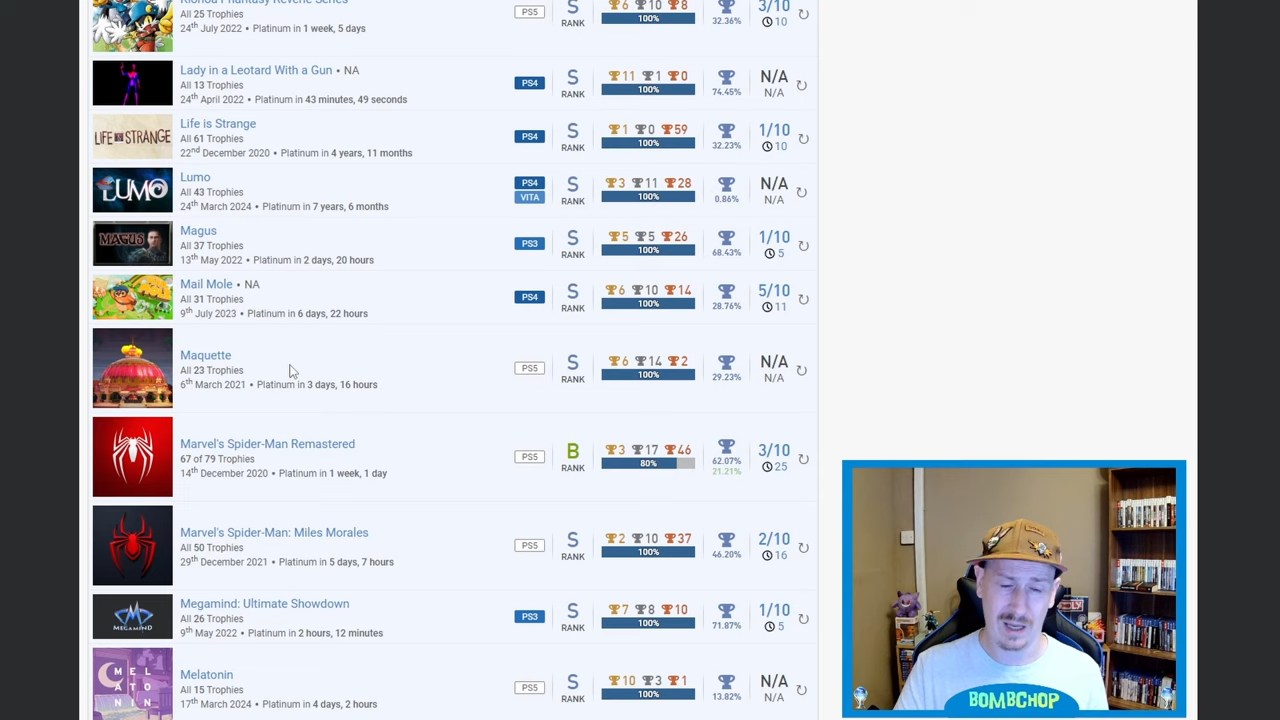 Klonoa Phantasy Reverie Series
All 25 Trophies
24th July 2022 • Platinum in 1 week, 5 days
PS5
S
RANK
6 10 8
100%
32.36%
3/10
10
Lady in a Leotard With a Gun • NA
All 13 Trophies
24th April 2022 • Platinum in 43 minutes, 49 seconds
PS4
S
RANK
11 1 0
100%
74.45%
N/A
N/A
LIFE IS STRANGE
Life is Strange
All 61 Trophies
22nd December 2020 • Platinum in 4 years, 11 months
PS4
S
RANK
1 0 59
100%
32.23%
1/10
10
LUMO
Lumo
All 43 Trophies
24th March 2024 • Platinum in 7 years, 6 months
PS4
VITA
S
RANK
3 11 28
100%
0.86%
N/A
N/A
MAGUS
Magus
All 37 Trophies
13th May 2022 • Platinum in 2 days, 20 hours
PS3
S
RANK
5 5 26
100%
68.43%
1/10
5
Mail Mole • NA
All 31 Trophies
9th July 2023 • Platinum in 6 days, 22 hours
PS4
S
RANK
6 10 14
100%
28.76%
5/10
11
Maquette
All 23 Trophies
6th March 2021 • Platinum in 3 days, 16 hours
PS5
S
RANK
6 14 2
100%
29.23%
N/A
N/A
Marvel's Spider-Man Remastered
67 of 79 Trophies
14th December 2020 • Platinum in 1 week, 1 day
PS5
B
RANK
3 17 46
80%
62.07%
21.21%
3/10
25
Marvel's Spider-Man: Miles Morales
All 50 Trophies
29th December 2021 • Platinum in 5 days, 7 hours
PS5
S
RANK
2 10 37
100%
46.20%
2/10
16
MEGAMIND
Megamind: Ultimate Showdown
All 26 Trophies
9th May 2022 • Platinum in 2 hours, 12 minutes
PS3
S
RANK
7 8 10
100%
71.87%
1/10
5
MEL
ATO
NIN
Melatonin
All 15 Trophies
17th March 2024 • Platinum in 4 days, 2 hours
PS5
S
RANK
10 3 1
100%
13.82%
N/A
N/A
BOMBCHOP